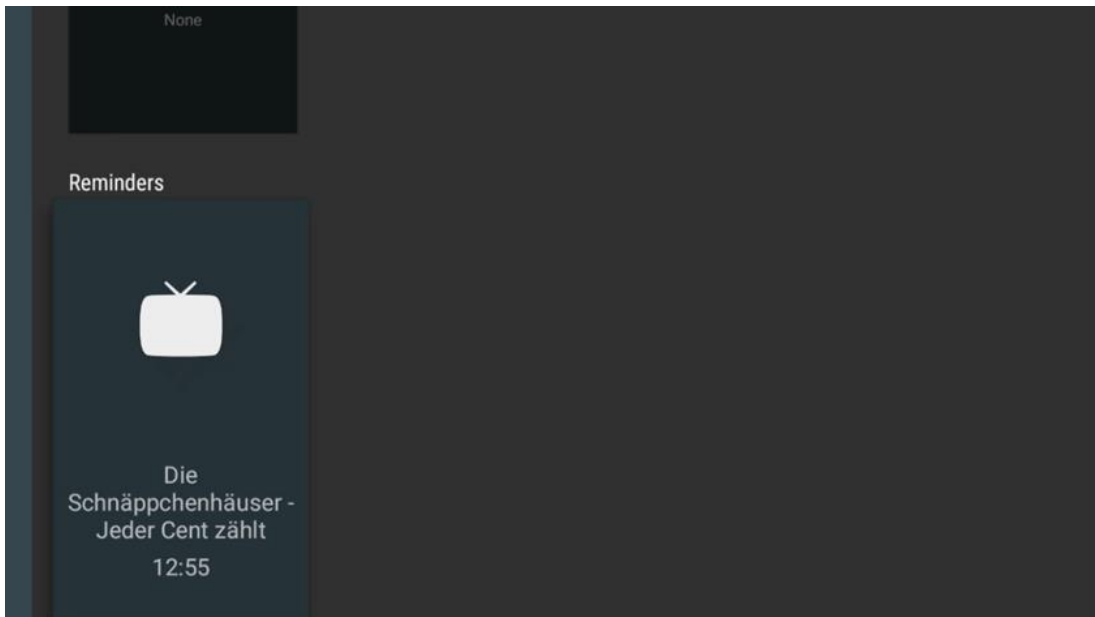 None
Reminders
Die
Schnäppchenhäuser -
Jeder Cent zählt
12:55